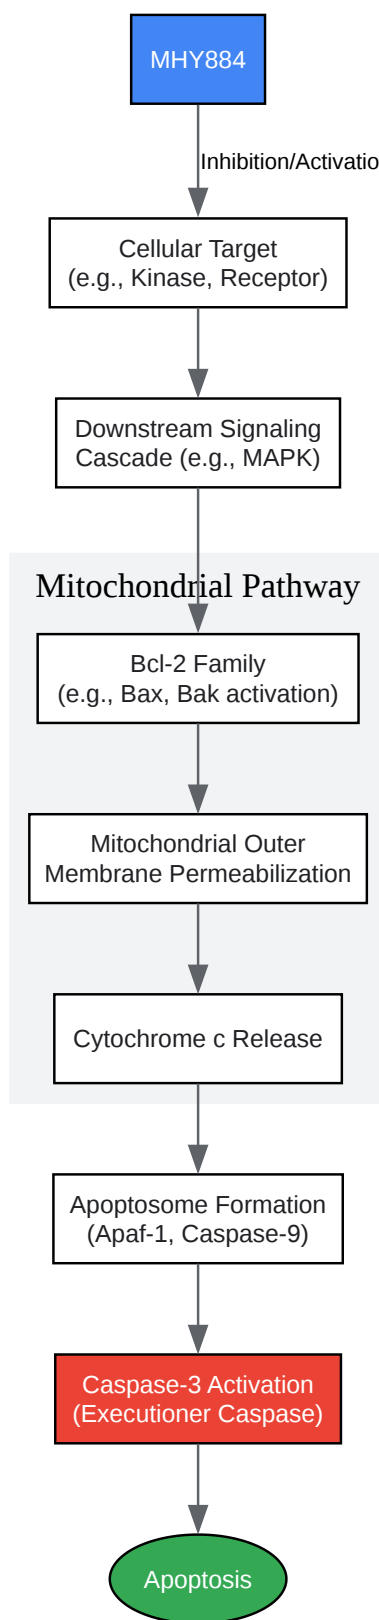 MHY884
Inhibition/Activatio
Cellular Target
(e.g., Kinase, Receptor)
Downstream Signaling
Cascade (e.g., MAPK)
Mitochondrial Pathway
Bcl-2 Family
(e.g., Bax, Bak activation)
Mitochondrial Outer
Membrane Permeabilization
Cytochrome c Release
Apoptosome Formation
(Apaf-1, Caspase-9)
Caspase-3 Activation
(Executioner Caspase)
Apoptosis